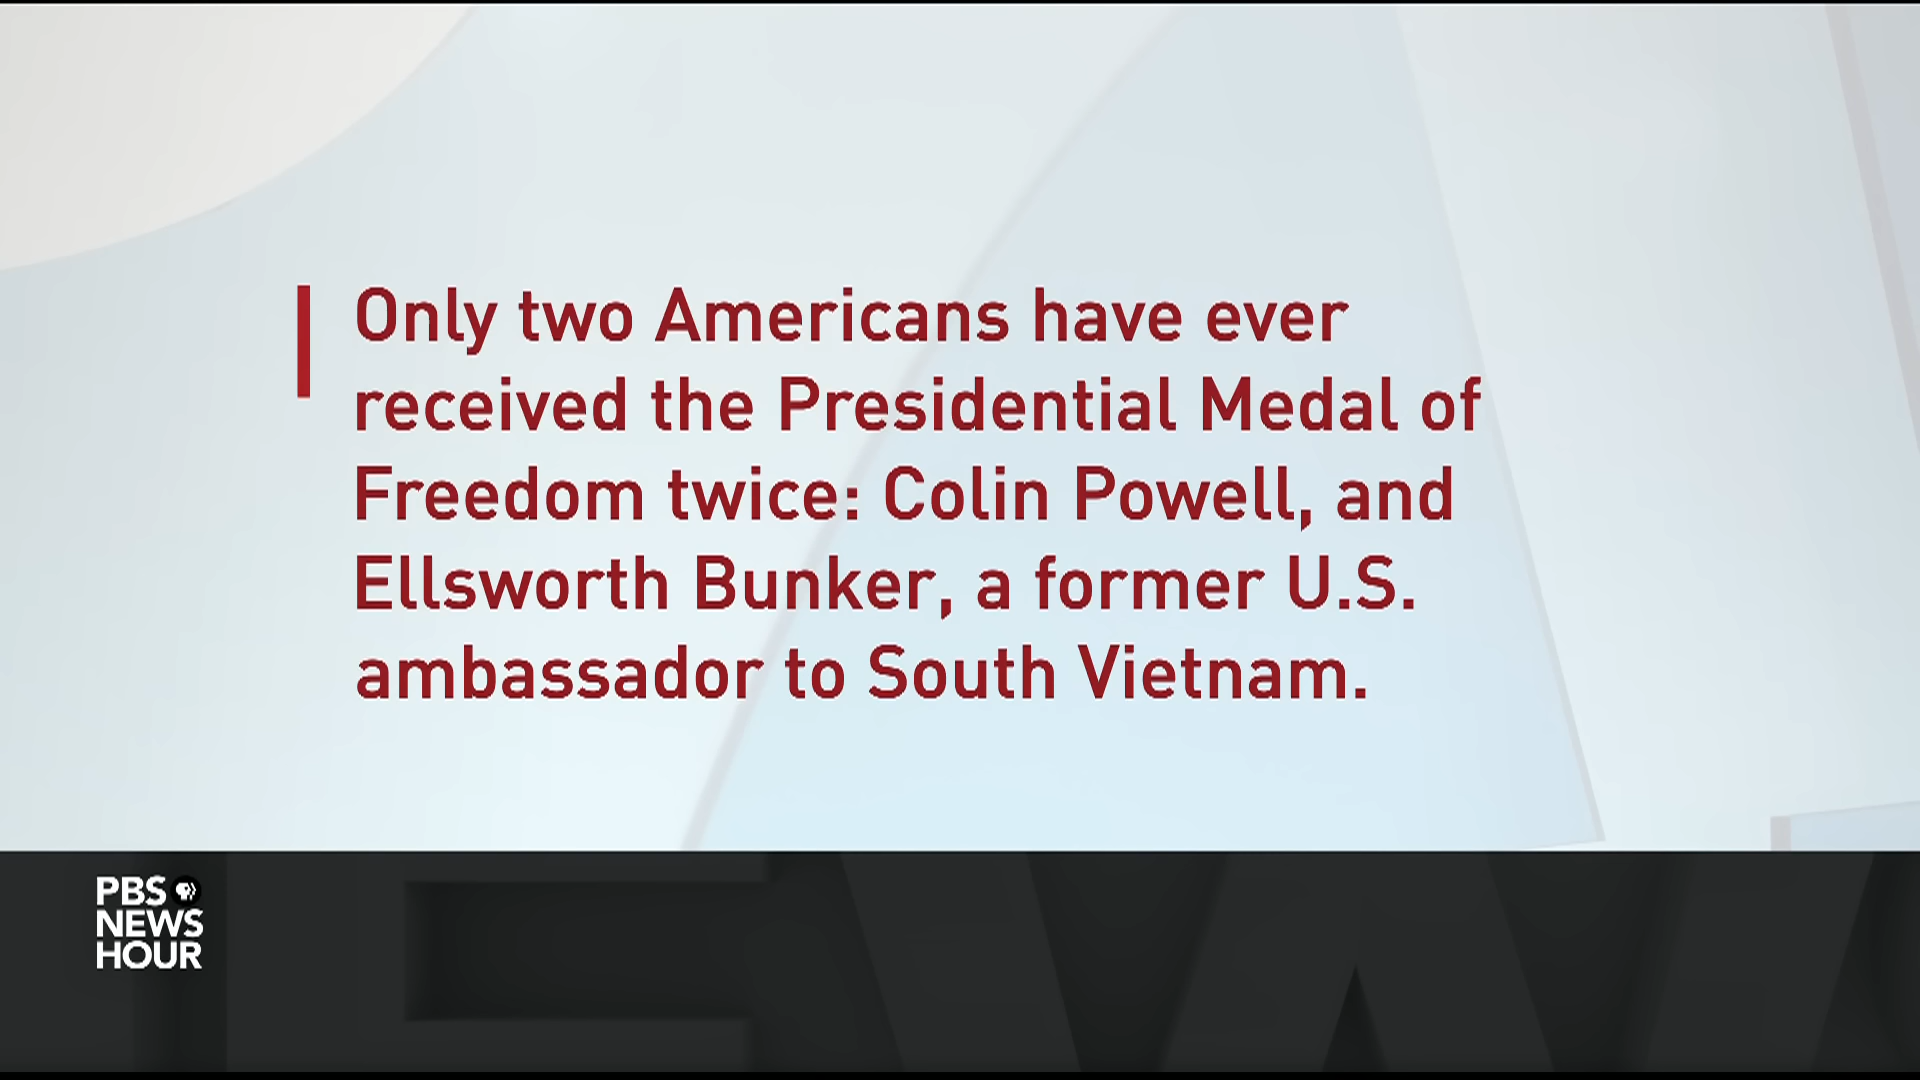 Only two Americans have ever
received the Presidential Medal of
Freedom twice: Colin Powell, and
Ellsworth Bunker, a former U.S.
ambassador to South Vietnam.
PBS
NEWS
HOUR